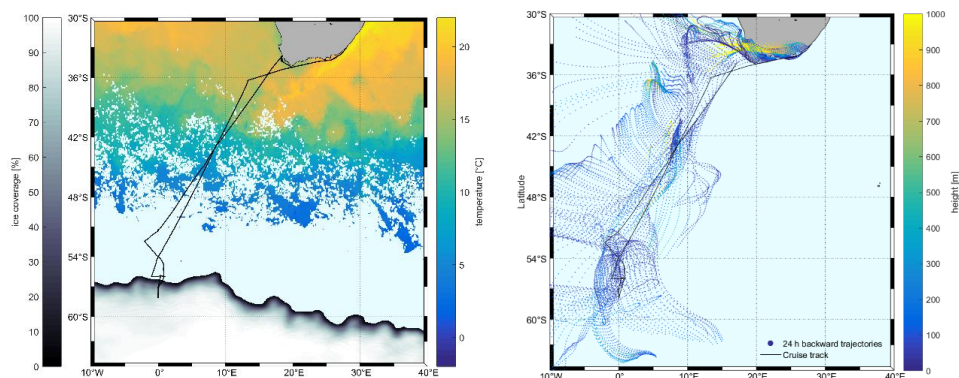 100
90
80
70
60
50
40
30
20
10
0
ice coverage [%]
30°S
36°S
42°S
48°S
54°S
60°S
10°W
0°
10°E
20°E
30°E
40°E
20
15
10
5
0
temperature [°C]
30°S
36°S
42°S
48°S
54°S
60°S
Latitude
24 h backward trajectories
Cruise track
10°W
0°
10°E
20°E
30°E
40°E
1000
900
800
700
600
500
400
300
200
100
0
height [m]